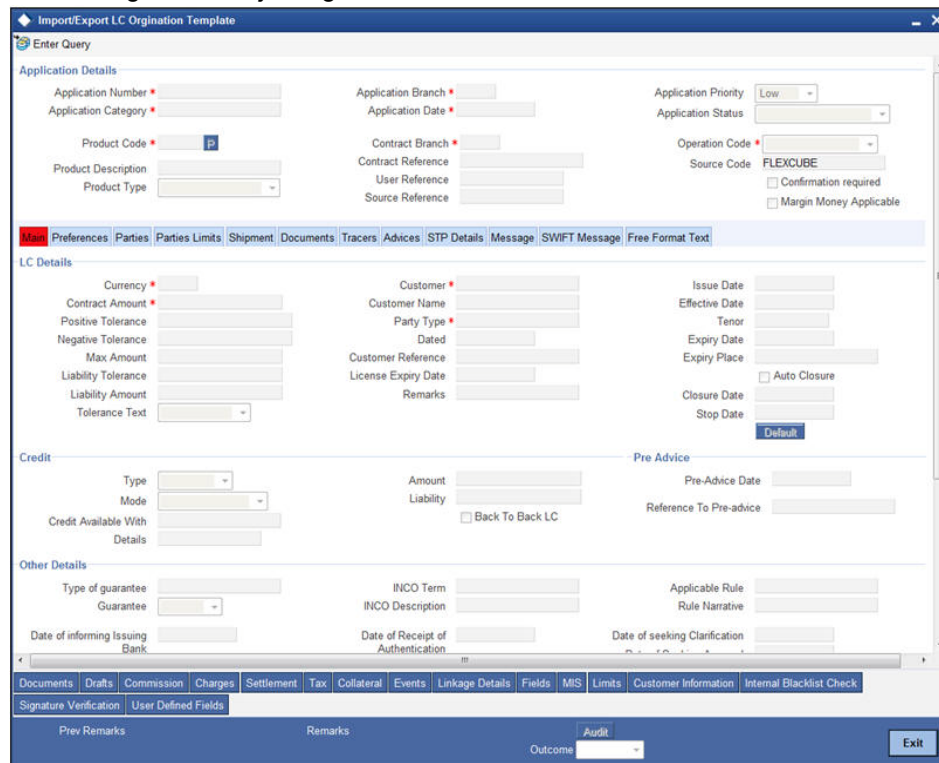 Import/Export LC Orgination Template
Enter Query
Application Details
Application Number * Application Branch * Application Priority Low
Application Category * Application Date * Application Status
Product Code * P Contract Branch * Operation Code *
Product Description Contract Reference Source Code FLEXCUBE
Product Type User Reference Confirmation required
Source Reference Margin Money Applicable
Main Preferences Parties Parties Limits Shipment Documents Tracers Advices STP Details Message SWIFT Message Free Format Text
LC Details
Currency * Customer * Issue Date
Contract Amount * Customer Name Effective Date
Positive Tolerance Party Type * Tenor
Negative Tolerance Dated Expiry Date
Max Amount Customer Reference Expiry Place
Liability Tolerance License Expiry Date Auto Closure
Liability Amount Remarks Closure Date
Tolerance Text Stop Date
Default
Credit Pre Advice
Type Amount Pre-Advice Date
Mode Liability Reference To Pre-advice
Credit Available With Back To Back LC
Details
Other Details
Type of guarantee INCO Term Applicable Rule
Guarantee INCO Description Rule Narrative
Date of informing Issuing Bank Date of Receipt of Authentication Date of seeking Clarification
Documents Drafts Commission Charges Settlement Tax Collateral Events Linkage Details Fields MIS Limits Customer Information Internal Blacklist Check
Signature Verification User Defined Fields
Prev Remarks Remarks Audit
Outcome Exit